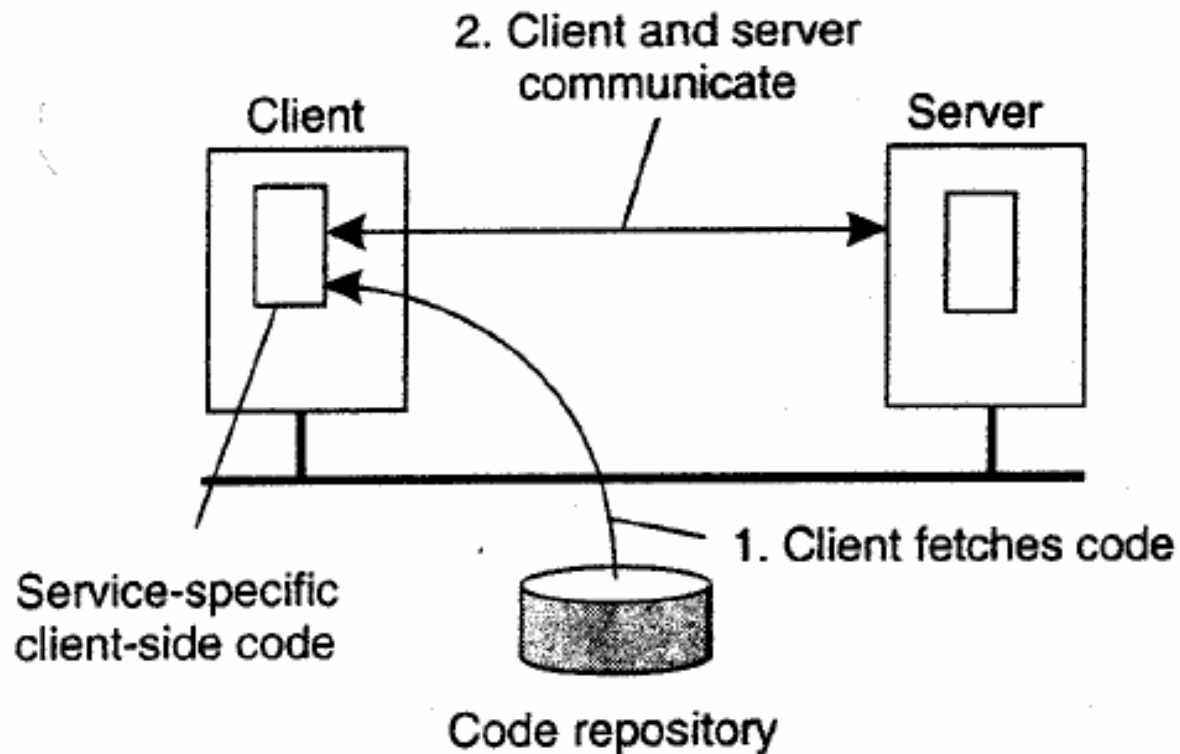 2. Client and server
communicate
Client
Server
1. Client fetches code
Service-specific
client-side code
Code repository